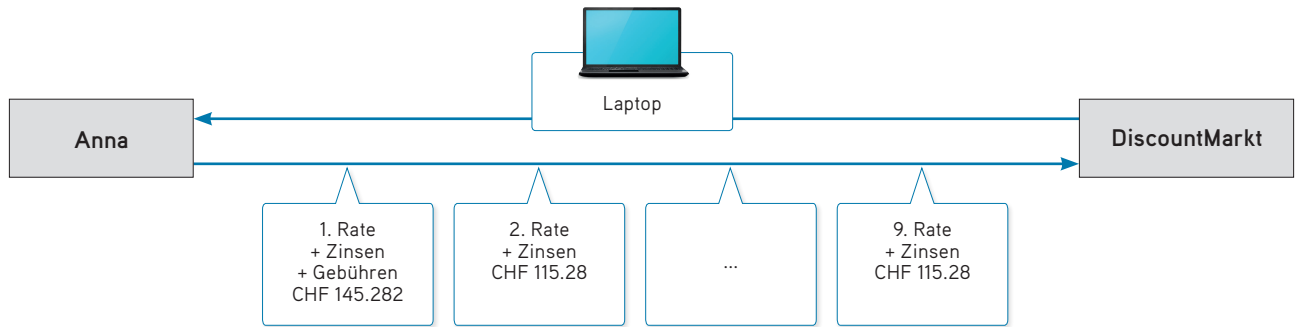 Laptop
Anna
DiscountMarkt
1. Rate
+ Zinsen
+ Gebühren
CHF 145.282
2. Rate
+ Zinsen
CHF 115.28
...
9. Rate
+ Zinsen
CHF 115.28